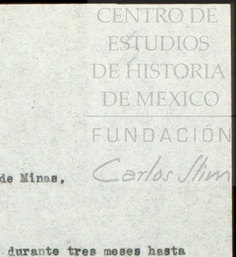 CENTRO DE
ESTUDIOS
DE HISTORIA
DE MEXICO
FUNDACIÓN
Carlos Slim
de Minas,
durante tres meses hasta